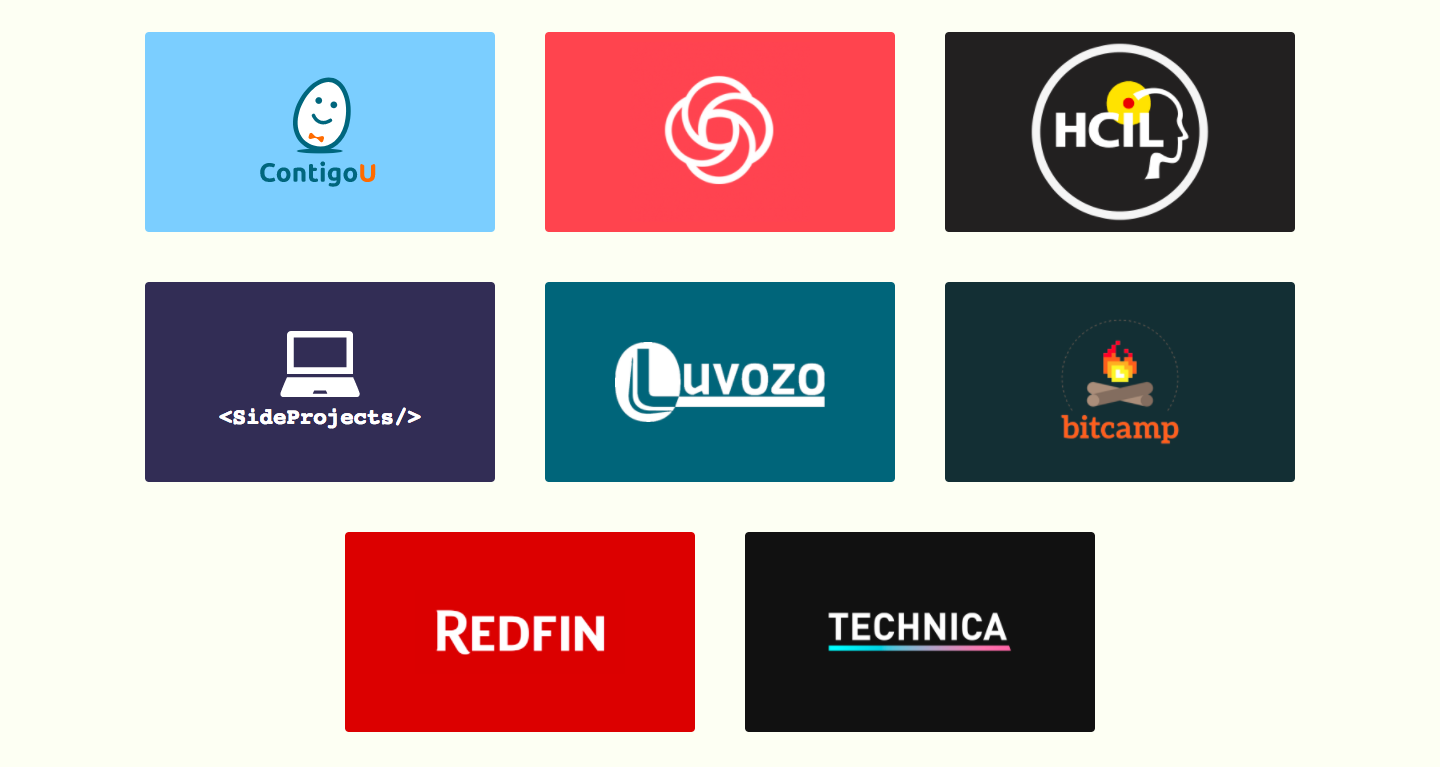 ContigoU
HCIL
<SideProjects/>
Luvozo
bitcamp
REDFIN
TECHNICA